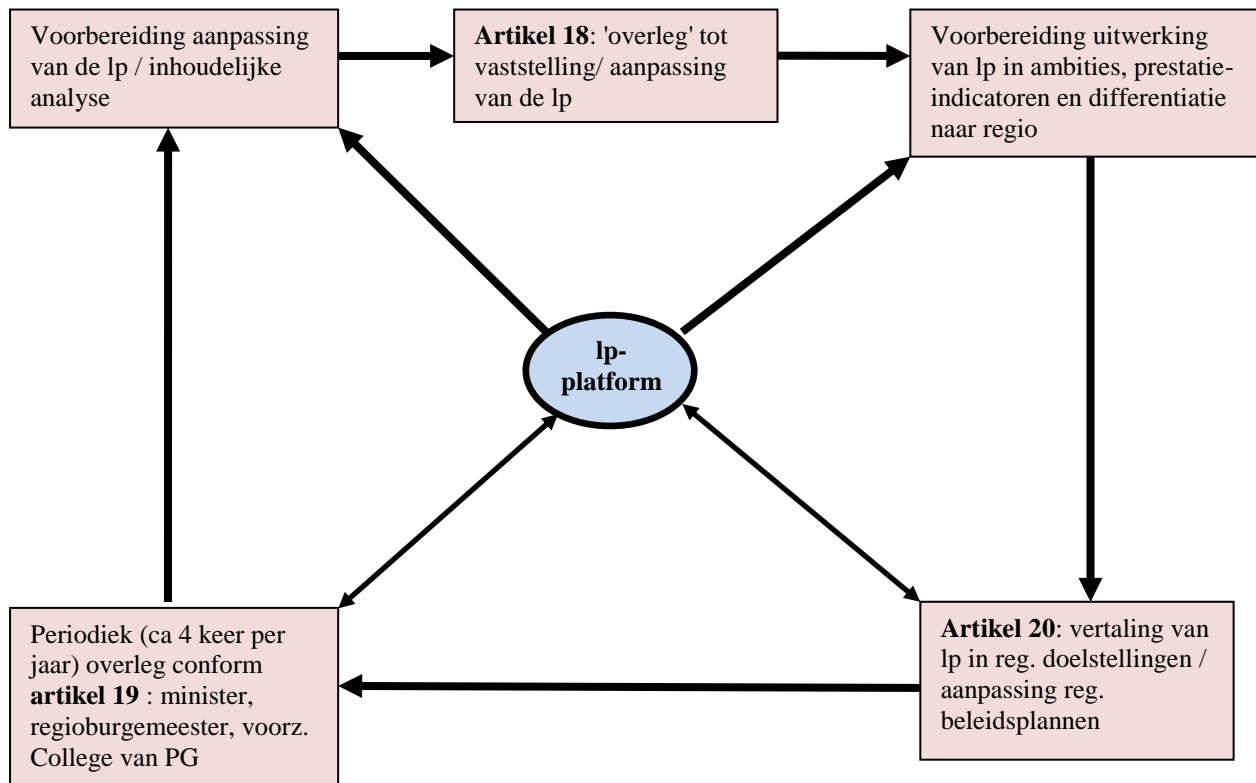 Voorbereiding aanpassing
van de lp / inhoudelijke
analyse
Artikel 18: 'overleg' tot
vaststelling/ aanpassing
van de lp
Voorbereiding uitwerking
van lp in ambities, prestatie-
indicatoren en differentiatie
naar regio
lp-
platform
Periodiek (ca 4 keer per
jaar) overleg conform
artikel 19 : minister,
regioburgemeester, voorz.
College van PG
Artikel 20: vertaling van
lp in reg. doelstellingen /
aanpassing reg.
beleidsplannen